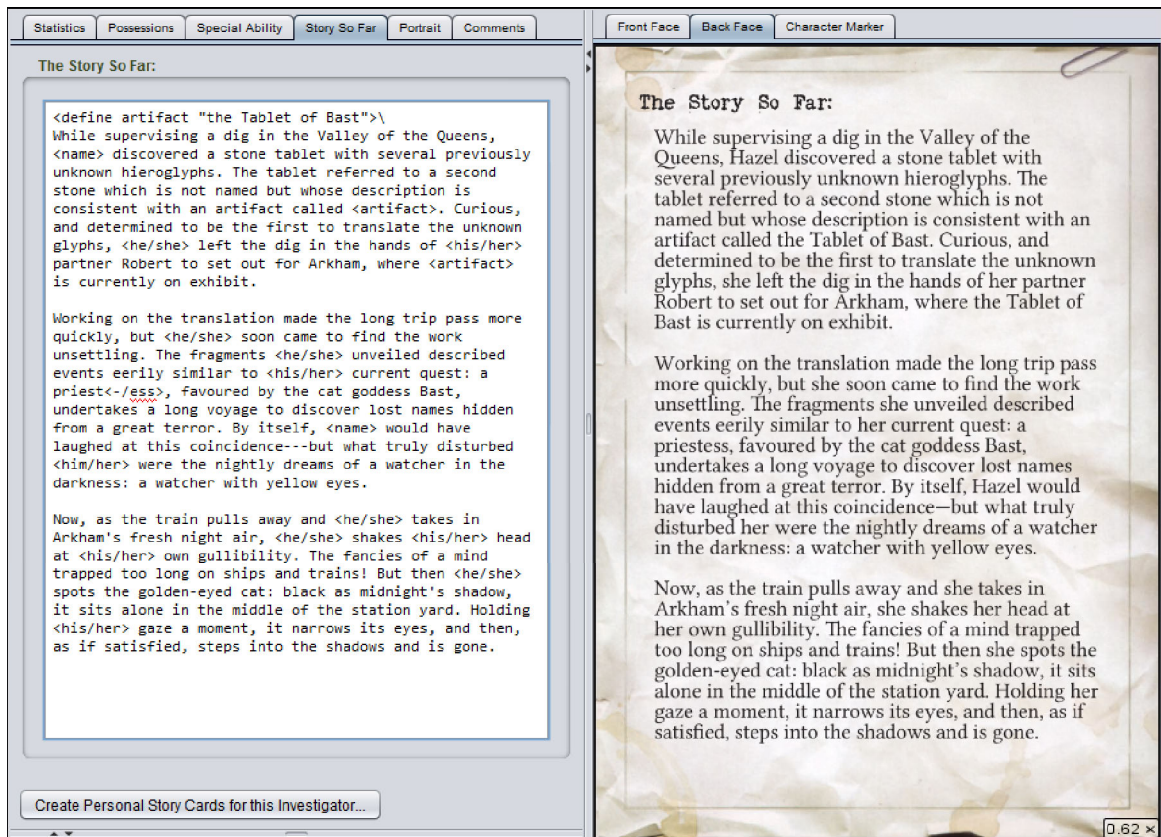 Statistics
Possessions
Special Ability
Story So Far
Portrait
Comments
The Story So Far:
<define artifact "the Tablet of Bast">\
While supervising a dig in the Valley of the Queens,
<name> discovered a stone tablet with several previously
unknown hieroglyphs. The tablet referred to a second
stone which is not named but whose description is
consistent with an artifact called <artifact>. Curious,
and determined to be the first to translate the unknown
glyphs, <he/she> left the dig in the hands of <his/her>
partner Robert to set out for Arkham, where <artifact>
is currently on exhibit.
Working on the translation made the long trip pass more
quickly, but <he/she> soon came to find the work
unsettling. The fragments <he/she> unveiled described
events eerily similar to <his/her> current quest: a
priest<-/ess>, favoured by the cat goddess Bast,
undertakes a long voyage to discover lost names hidden
from a great terror. By itself, <name> would have
laughed at this coincidence---but what truly disturbed
<him/her> were the nightly dreams of a watcher in the
darkness: a watcher with yellow eyes.
Now, as the train pulls away and <he/she> takes in
Arkham's fresh night air, <he/she> shakes <his/her> head
at <his/her> own gullibility. The fancies of a mind
trapped too long on ships and trains! But then <he/she>
spots the golden-eyed cat: black as midnight's shadow,
it sits alone in the middle of the station yard. Holding
<his/her> gaze a moment, it narrows its eyes, and then,
as if satisfied, steps into the shadows and is gone.
Create Personal Story Cards for this Investigator...
Front Face
Back Face
Character Marker
The Story So Far:
While supervising a dig in the Valley of the
Queens, Hazel discovered a stone tablet with
several previously unknown hieroglyphs. The
tablet referred to a second stone which is not
named but whose description is consistent with an
artifact called the Tablet of Bast. Curious, and
determined to be the first to translate the unknown
glyphs, she left the dig in the hands of her partner
Robert to set out for Arkham, where the Tablet of
Bast is currently on exhibit.
Working on the translation made the long trip pass
more quickly, but she soon came to find the work
unsettling. The fragments she unveiled described
events eerily similar to her current quest: a
priestess, favoured by the cat goddess Bast,
undertakes a long voyage to discover lost names
hidden from a great terror. By itself, Hazel would
have laughed at this coincidence—but what truly
disturbed her were the nightly dreams of a watcher
in the darkness: a watcher with yellow eyes.
Now, as the train pulls away and she takes in
Arkham’s fresh night air, she shakes her head at
her own gullibility. The fancies of a mind trapped
too long on ships and trains! But then she spots the
golden-eyed cat: black as midnight’s shadow, it sits
alone in the middle of the station yard. Holding her
gaze a moment, it narrows its eyes, and then, as if
satisfied, steps into the shadows and is gone.
0.62 ×